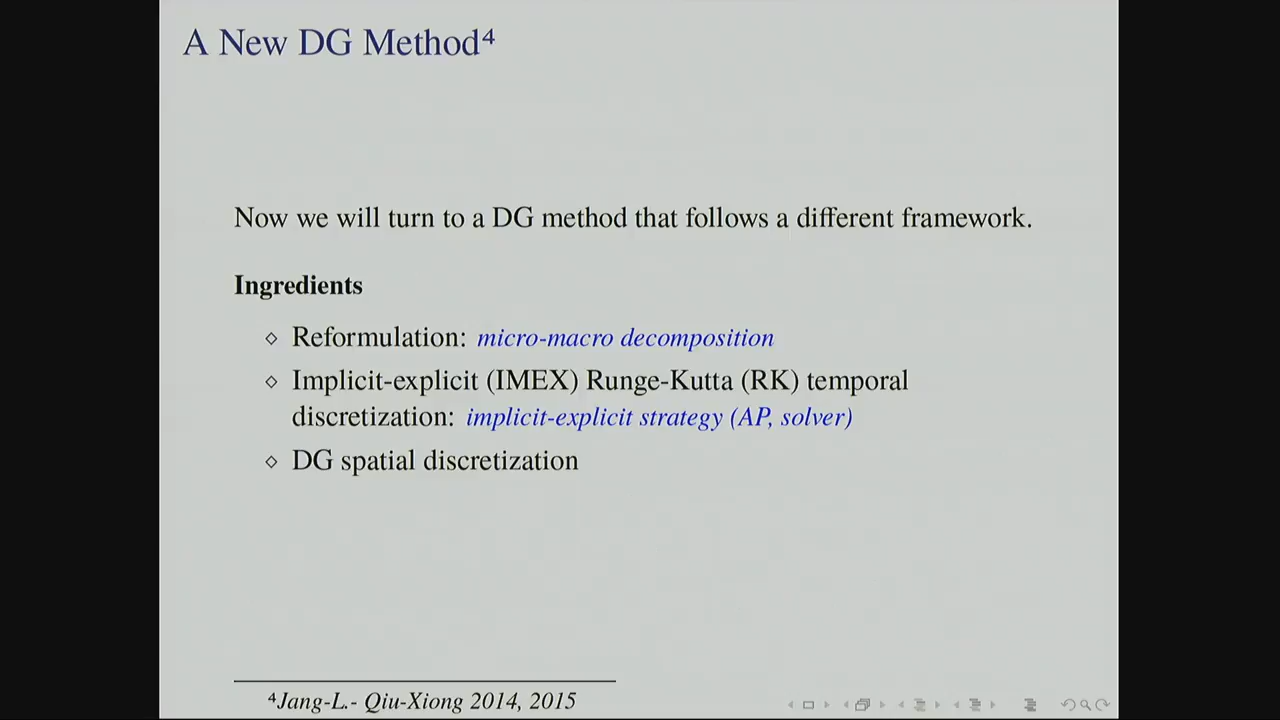 A New DG Method⁴
Now we will turn to a DG method that follows a different framework.
Ingredients
⋄ Reformulation: micro-macro decomposition
⋄ Implicit-explicit (IMEX) Runge-Kutta (RK) temporal
discretization: implicit-explicit strategy (AP, solver)
⋄ DG spatial discretization
⁴Jang-L.- Qiu-Xiong 2014, 2015